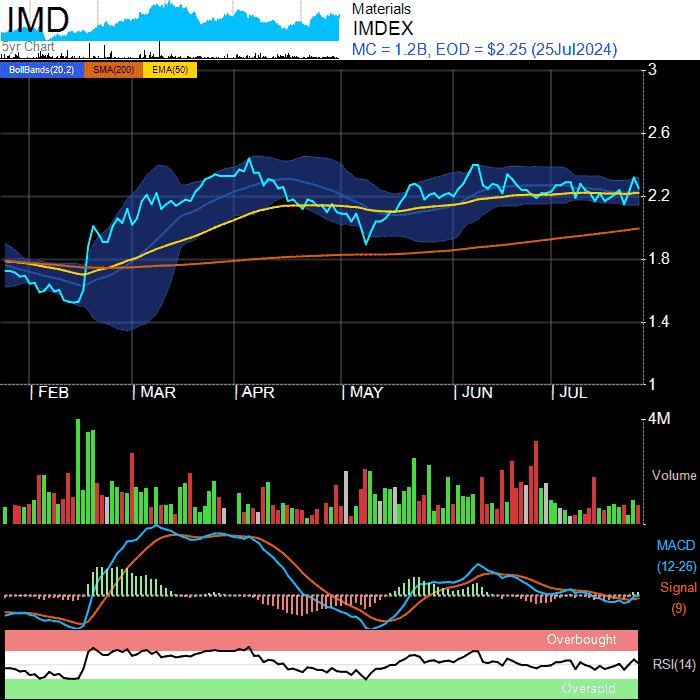 IMD
5yr Chart
Materials
IMDEX
MC = 1.2B, EOD = $2.25 (25Jul2024)
BollBands(20,2) SMA(200) EMA(50)
3
2.6
2.2
1.8
1.4
1
FEB MAR APR MAY JUN JUL
4M
Volume
MACD
(12-26)
Signal
(9)
Overbought
RSI(14)
Oversold